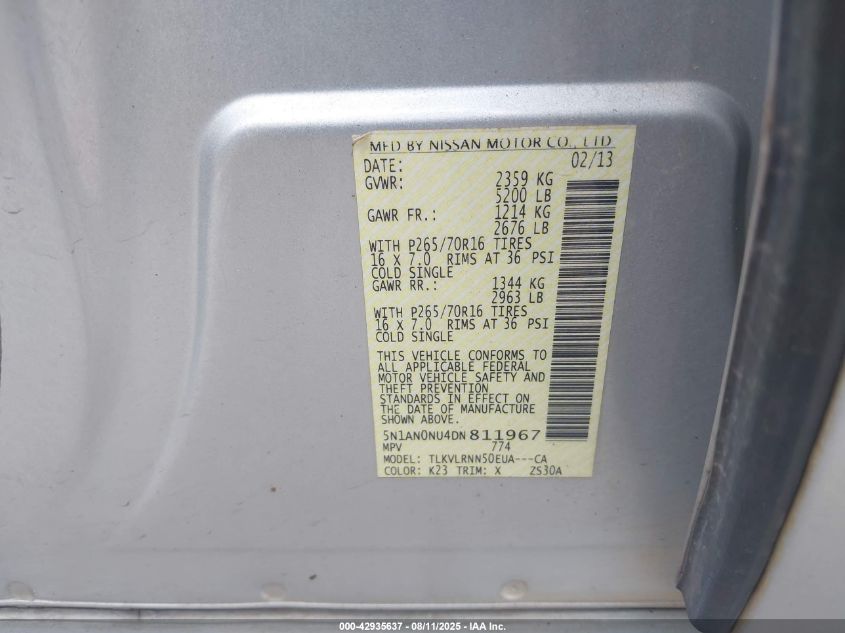 MFD BY NISSAN MOTOR CO., LTD
DATE: 02/13
GVWR: 2359 KG
5200 LB
GAWR FR.: 1214 KG
2676 LB
WITH P265/70R16 TIRES
16 X 7.0 RIMS AT 36 PSI
COLD SINGLE
GAWR RR.: 1344 KG
2963 LB
WITH P265/70R16 TIRES
16 X 7.0 RIMS AT 36 PSI
COLD SINGLE
THIS VEHICLE CONFORMS TO
ALL APPLICABLE FEDERAL
MOTOR VEHICLE SAFETY AND
THEFT PREVENTION
STANDARDS IN EFFECT ON
THE DATE OF MANUFACTURE
SHOWN ABOVE.
5N1AN0NU4DN811967
MPV 774
MODEL: TLKVLRNN50EUA---CA
COLOR: K23 TRIM: X ZS30A
000-42935637 - 08/11/2025 - IAA Inc.